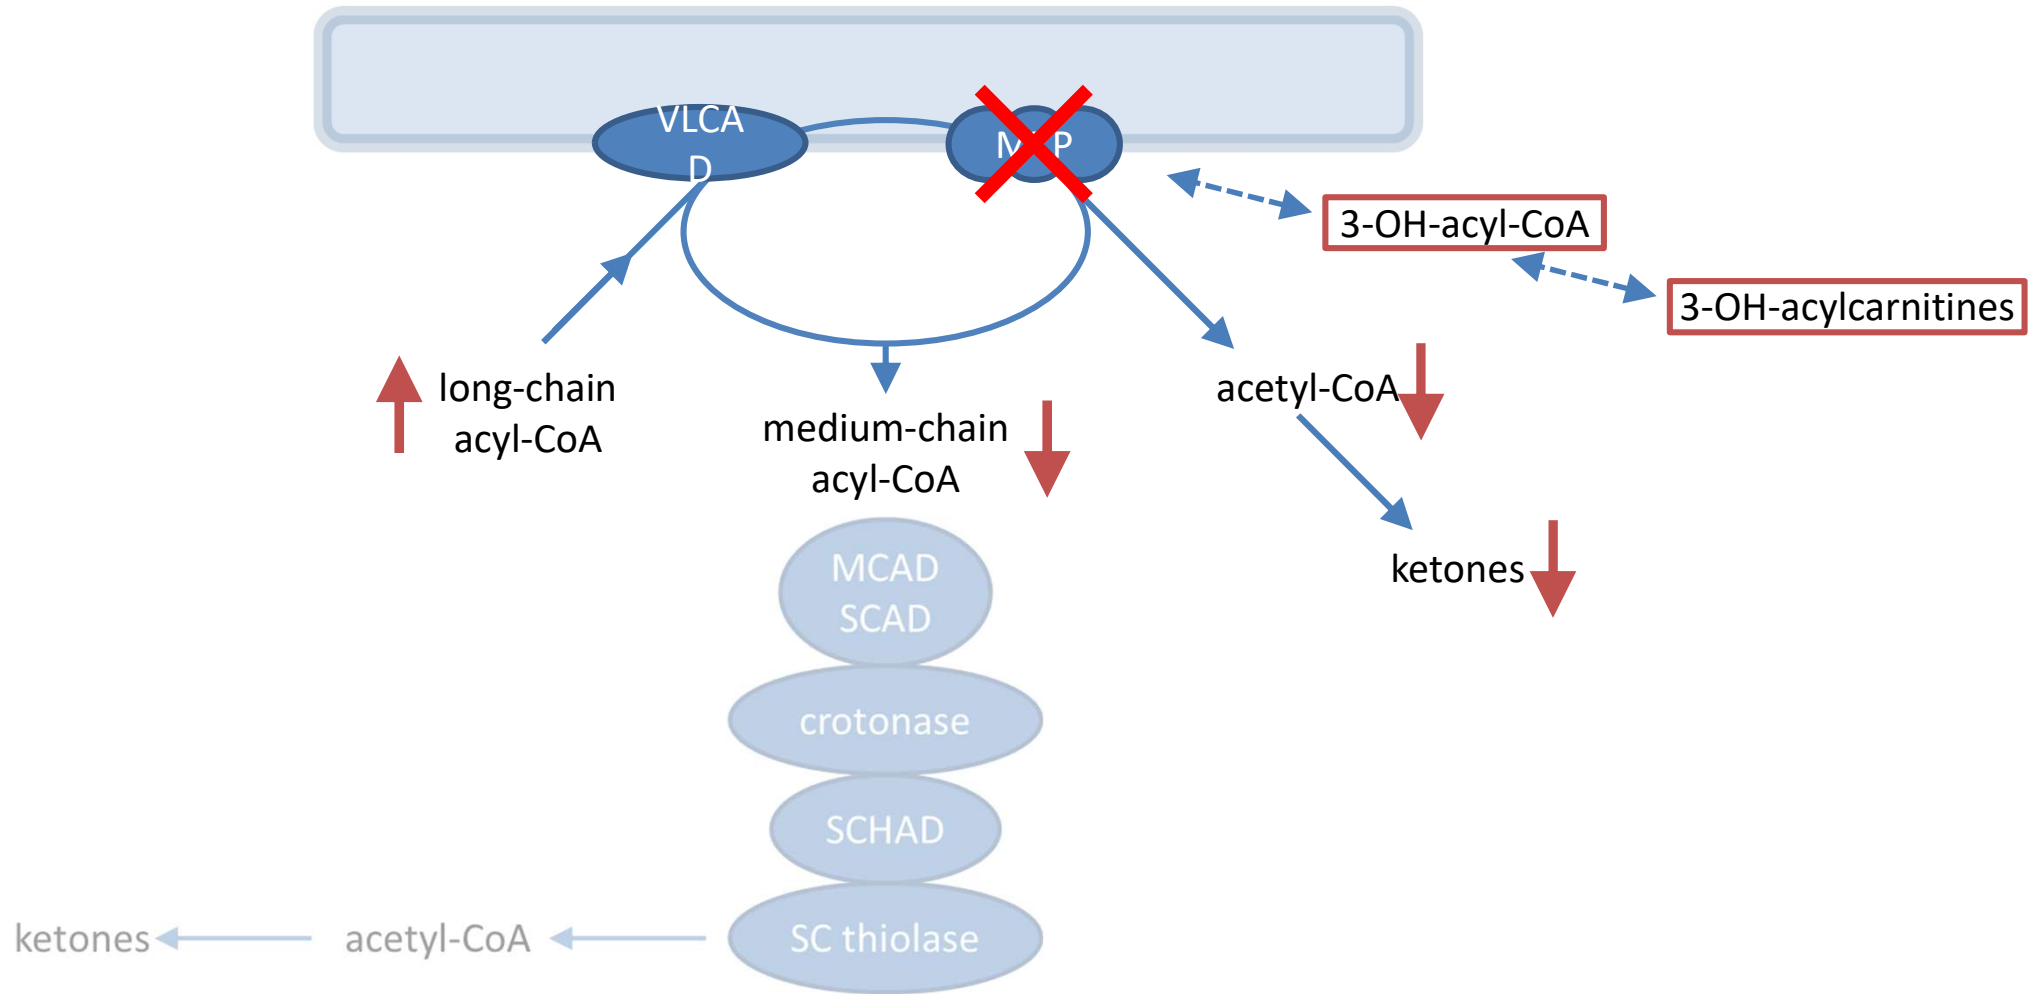 VLCA
D
3-OH-acyl-CoA
3-OH-acylcarnitines
long-chain
acyl-CoA
medium-chain
acyl-CoA
acetyl-CoA
ketones
MCAD
SCAD
crotonase
SCHAD
SC thiolase
acetyl-CoA
ketones